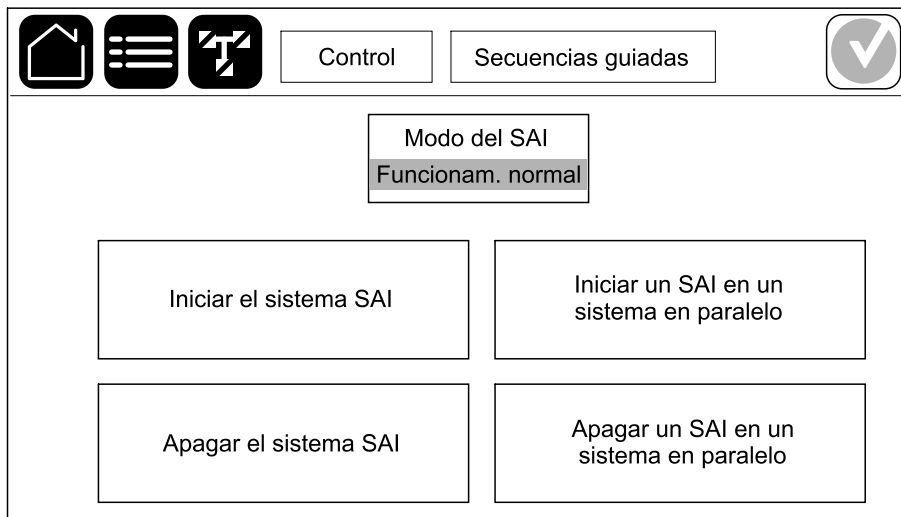 Control
Secuencias guiadas
Modo del SAI
Funcionam. normal
Iniciar el sistema SAI
Iniciar un SAI en un
sistema en paralelo
Apagar el sistema SAI
Apagar un SAI en un
sistema en paralelo